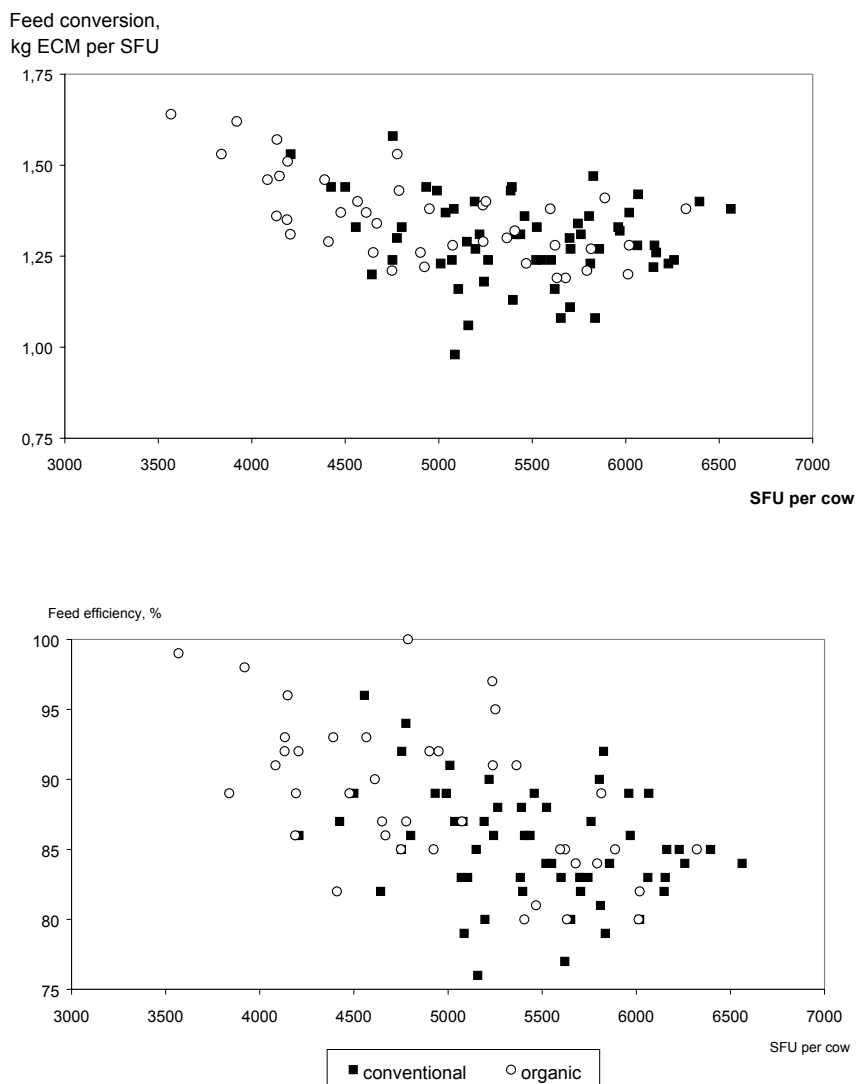 Feed conversion,
kg ECM per SFU
1,75
1,50
1,25
1,00
0,75
3000 3500 4000 4500 5000 5500 6000 6500 7000
SFU per cow
Feed efficiency, %
100
95
90
85
80
75
3000 3500 4000 4500 5000 5500 6000 6500 7000
SFU per cow
conventional organic